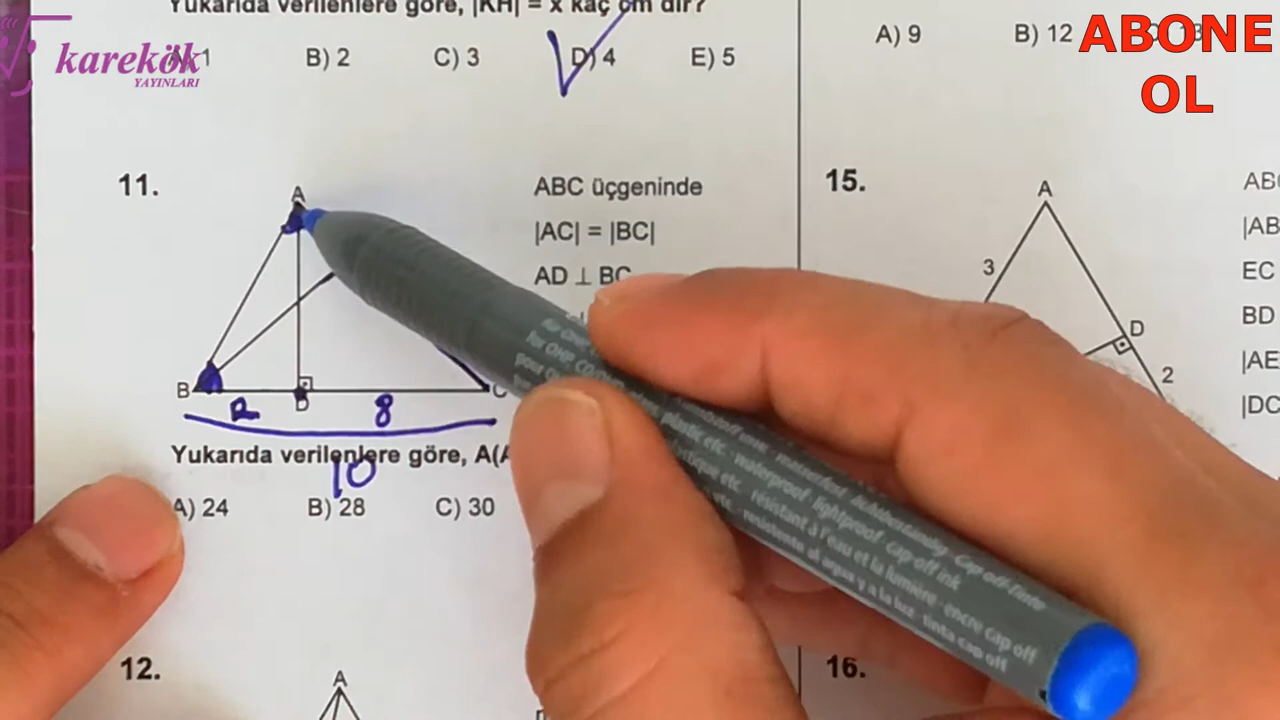 Yukarıda verilenlere göre, |KH| = x kaç cm dir?
1
B) 2
C) 3
D) 4
E) 5
karekök
YAYINLARI
11.
A
B
D
C
2
8
10
ABC üçgeninde
|AC| = |BC|
AD ⊥ BC
Yukarıda verilenlere göre, A(A
A) 24
B) 28
C) 30
12.
A
A) 9
B) 12
ABONE
OL
15.
A
3
D
2
ABC
|AB
EC
BD
|AE
|DC
16.